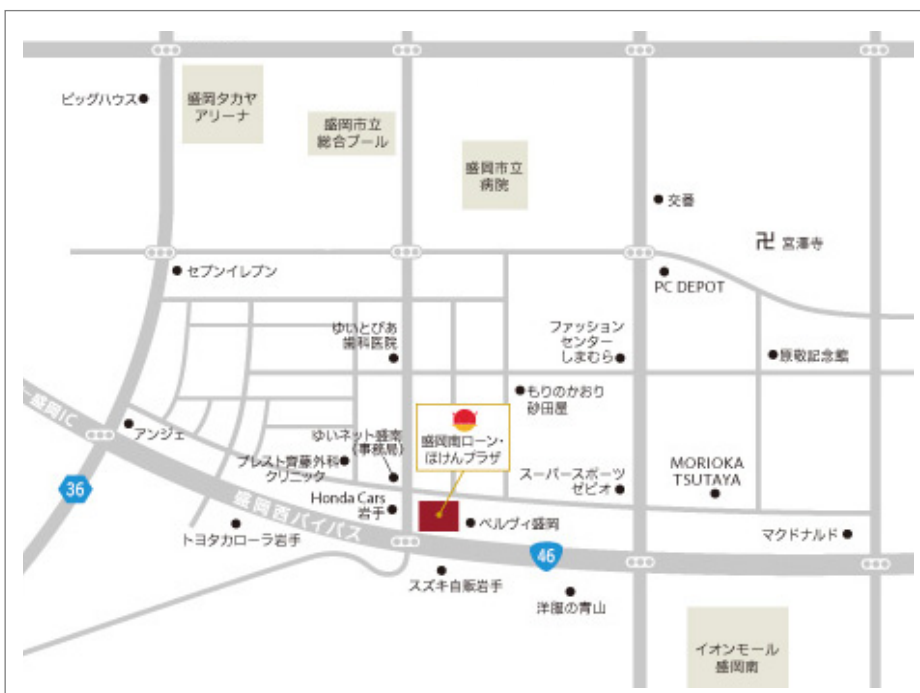 ビッグハウス
盛岡タカヤ
アリーナ
盛岡市立
総合プール
盛岡市立
病院
交番
卍 宮澤寺
セブンイレブン
PC DEPOT
ゆいとぴあ
歯科医院
ファッション
センター
しまむら
原敬記念館
もりのかおり
砂田屋
盛岡IC
アンジェ
ゆいネット盛南
(事務局)
盛岡南ローン・
ほけんプラザ
ブレスト齊藤外科
クリニック
スーパースポーツ
ゼビオ
MORIOKA
TSUTAYA
36
Honda Cars
岩手
盛岡西バイパス
トヨタカローラ岩手
ベルヴィ盛岡
46
マクドナルド
スズキ自販岩手
洋服の青山
イオンモール
盛岡南